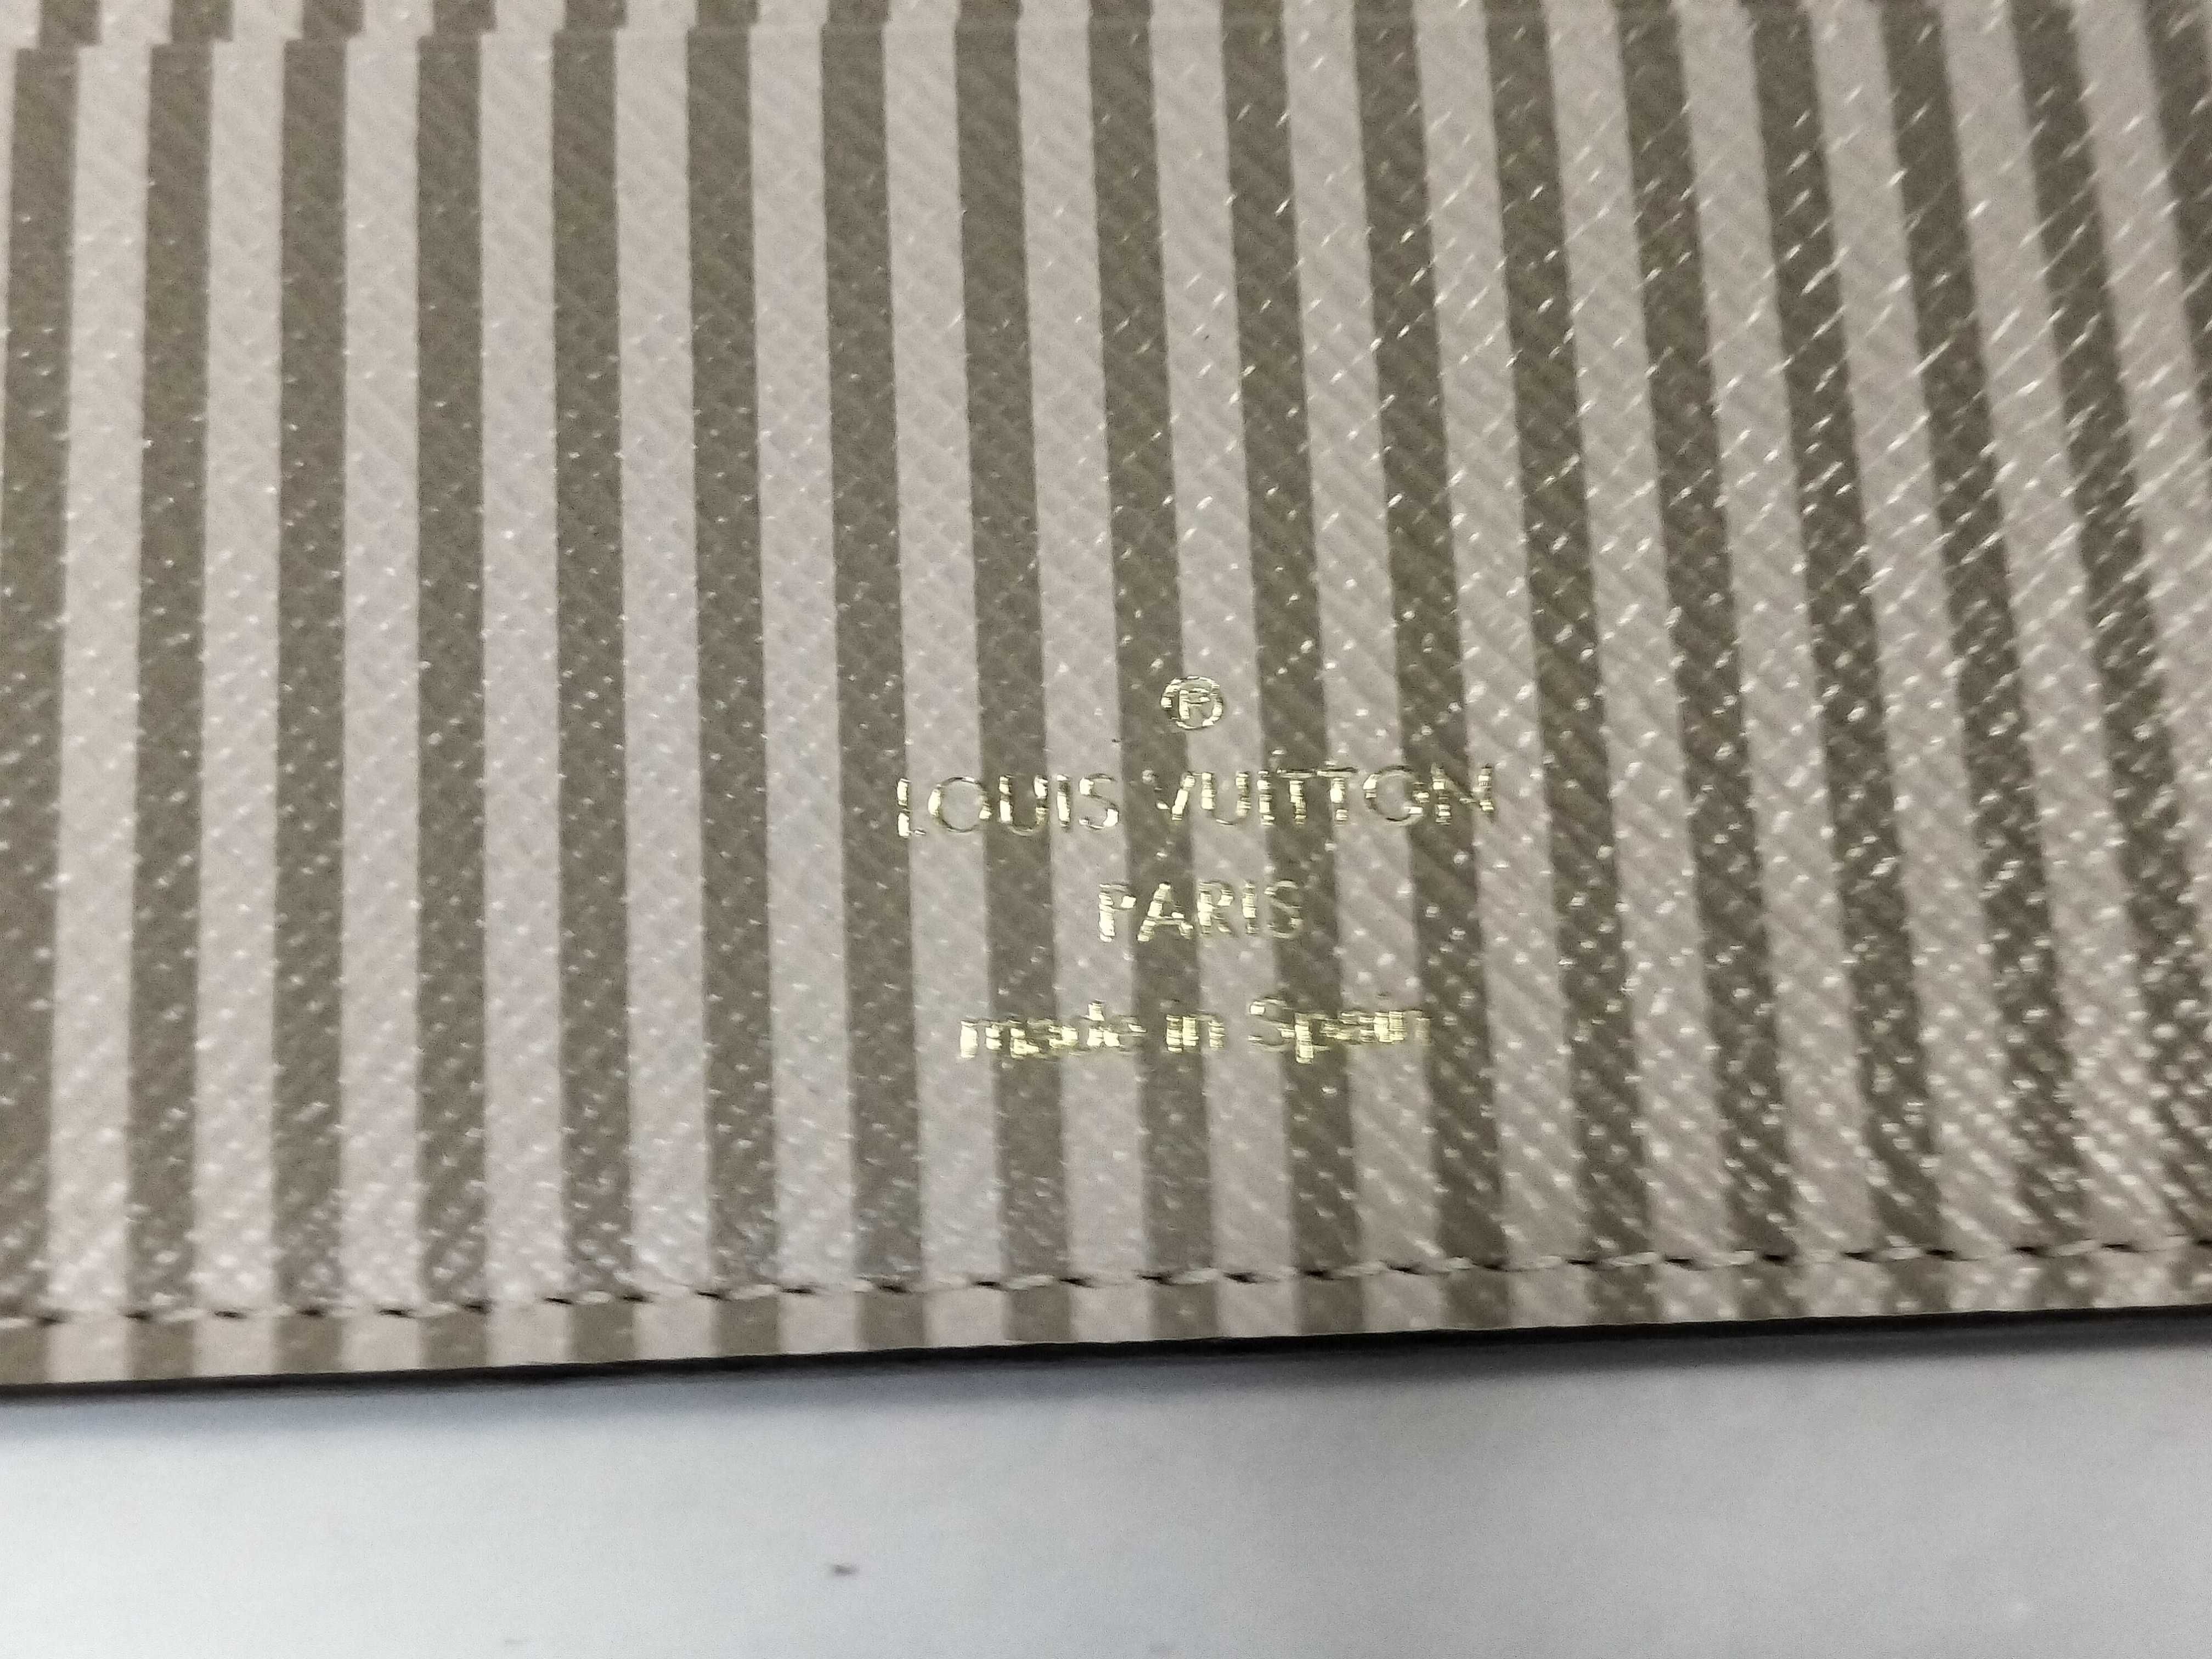 ®
LOUIS VUITTON
PARIS
made in Spain